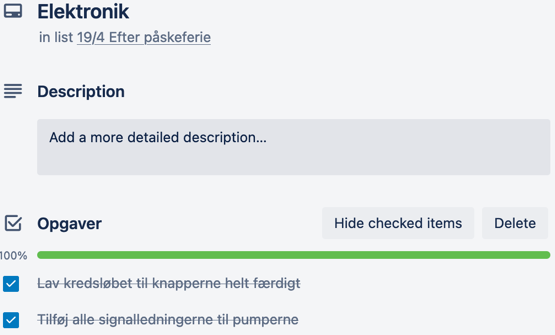 Elektronik
in list 19/4 Efter påskeferie
Description
Add a more detailed description...
Opgaver
Hide checked items
Delete
100%
Lav kredsløbet til knapperne helt færdigt
Tilføj alle signalledningerne til pumperne